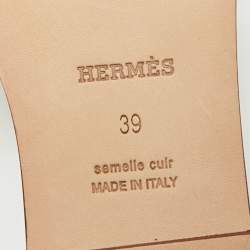 HERMÈS
39
semelle cuir
MADE IN ITALY